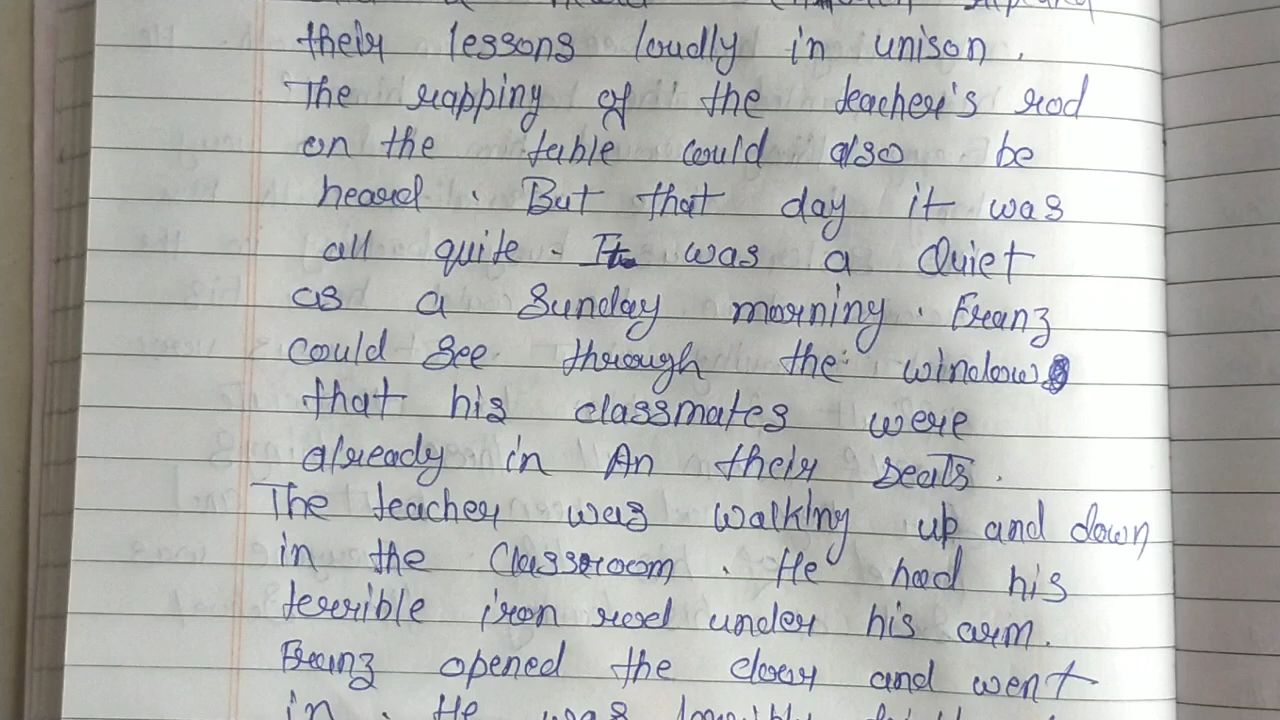 their lessons loudly in unison.
The rapping of the teacher's rod
on the table could also be
heard. But that day it was
all quite. It was a Quiet
as a Sunday morning. Franz
could see through the window
that his classmates were
already in An their seats.
The teacher was walking up and down
in the Classroom. He had his
terrible iron rod under his arm.
Franz opened the door and went
in. He was